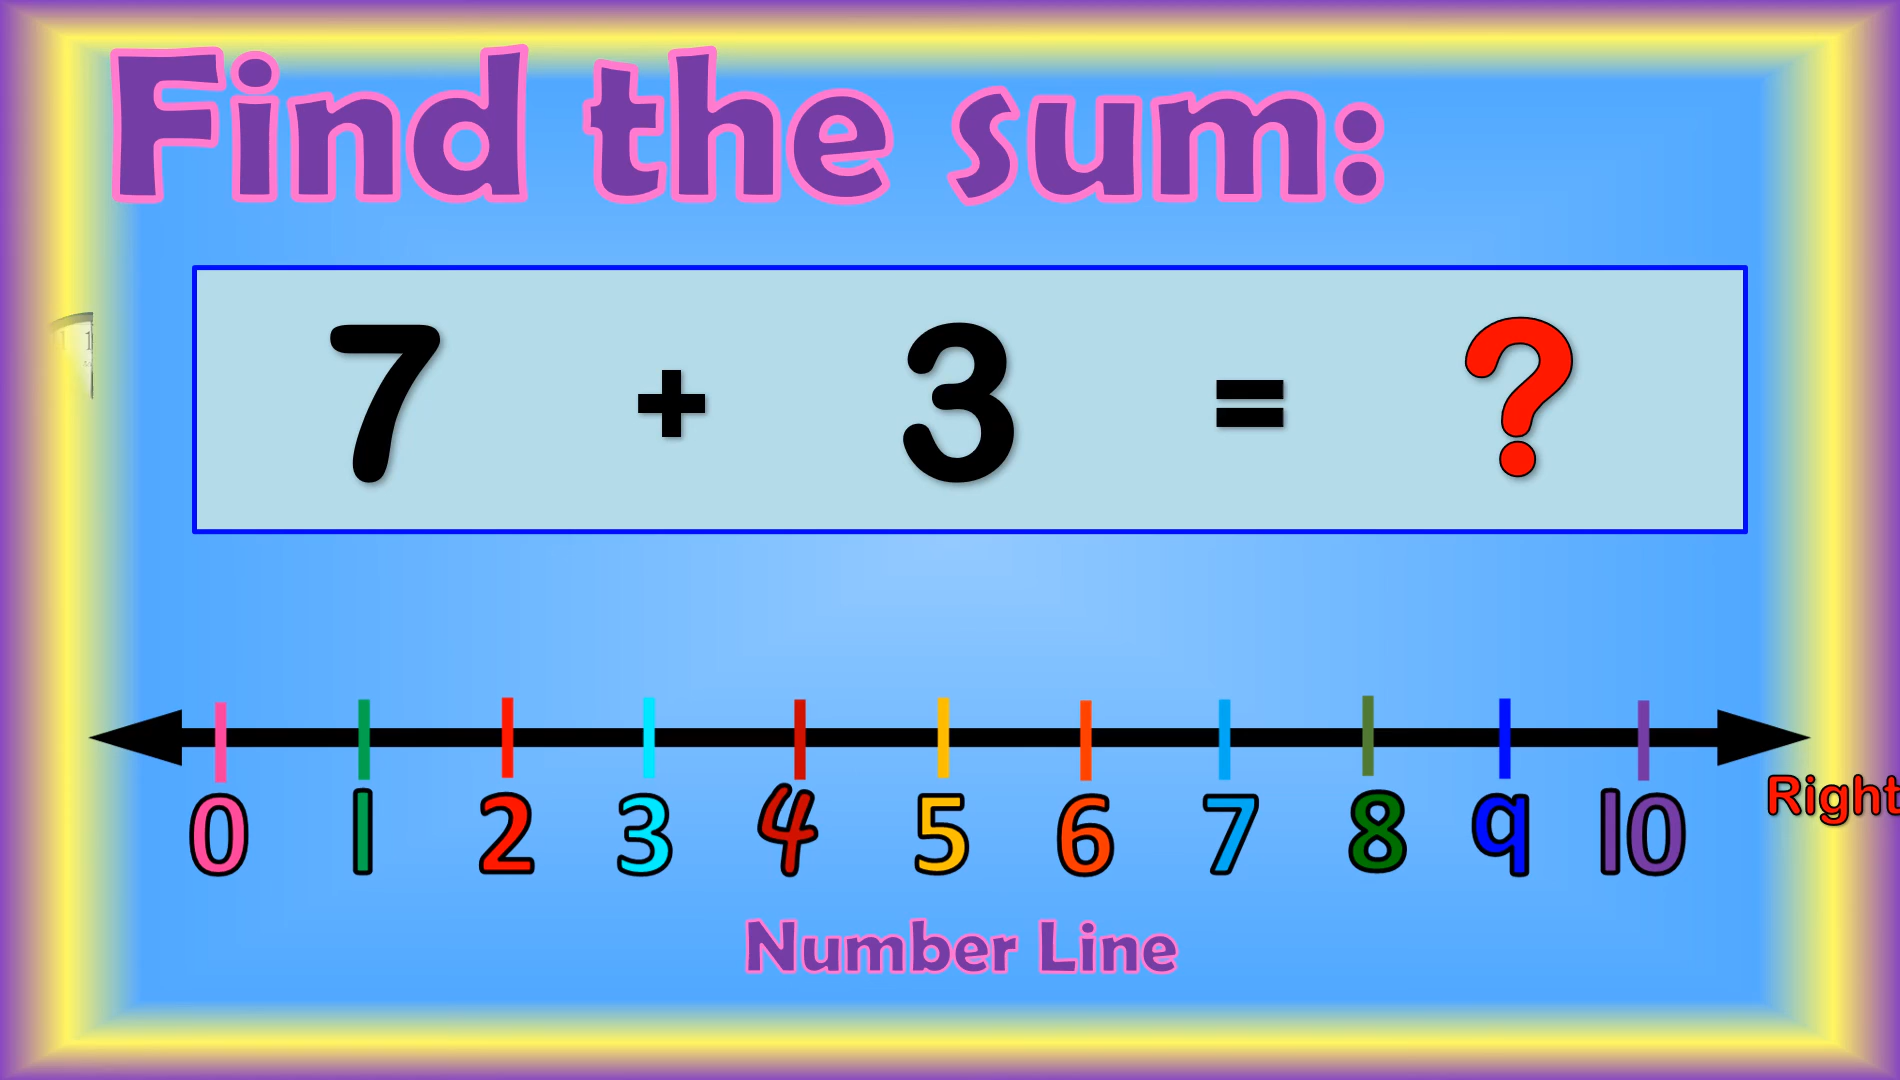 Find the sum:
7 + 3 = ?
0 1 2 3 4 5 6 7 8 9 10
Right
Number Line